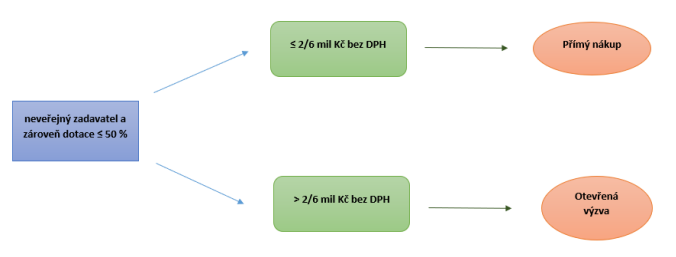 ≤ 2/6 mil Kč bez DPH
Přímý nákup
neveřejný zadavatel a
zároveň dotace ≤ 50 %
> 2/6 mil Kč bez DPH
Otevřená
výzva